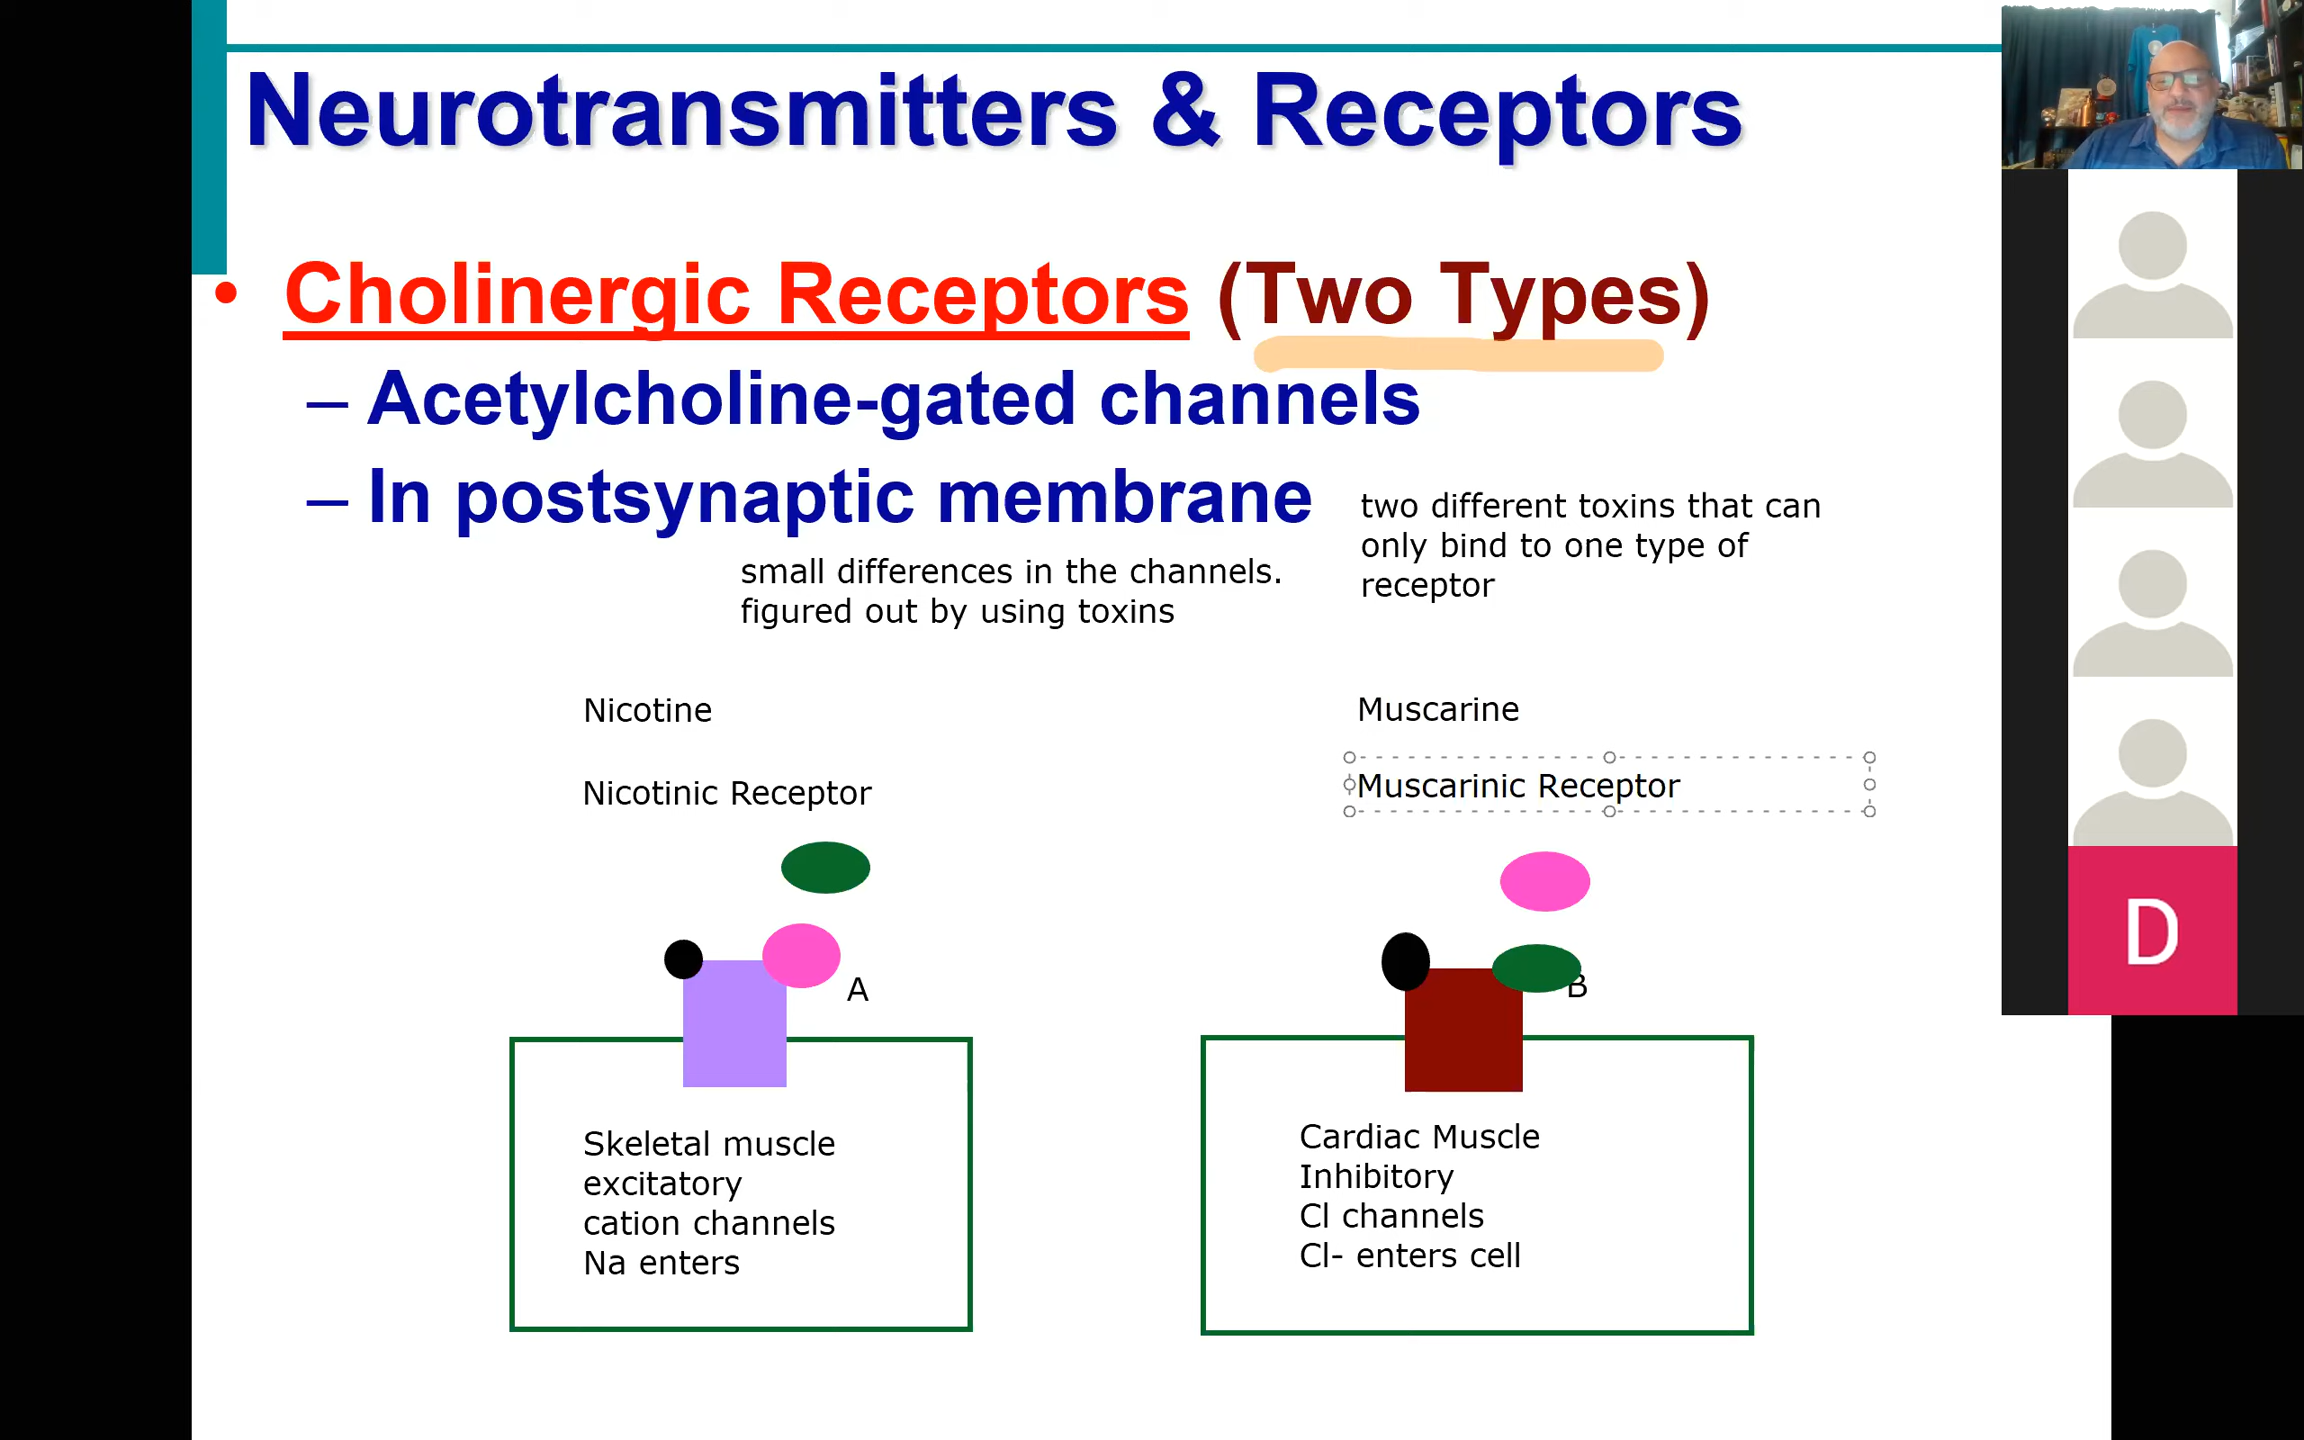 Neurotransmitters & Receptors
• Cholinergic Receptors (Two Types)
– Acetylcholine-gated channels
– In postsynaptic membrane
two different toxins that can
only bind to one type of
receptor
small differences in the channels.
figured out by using toxins
Nicotine
Muscarine
Nicotinic Receptor
Muscarinic Receptor
A
B
Skeletal muscle
excitatory
cation channels
Na enters
Cardiac Muscle
Inhibitory
Cl channels
Cl- enters cell
D